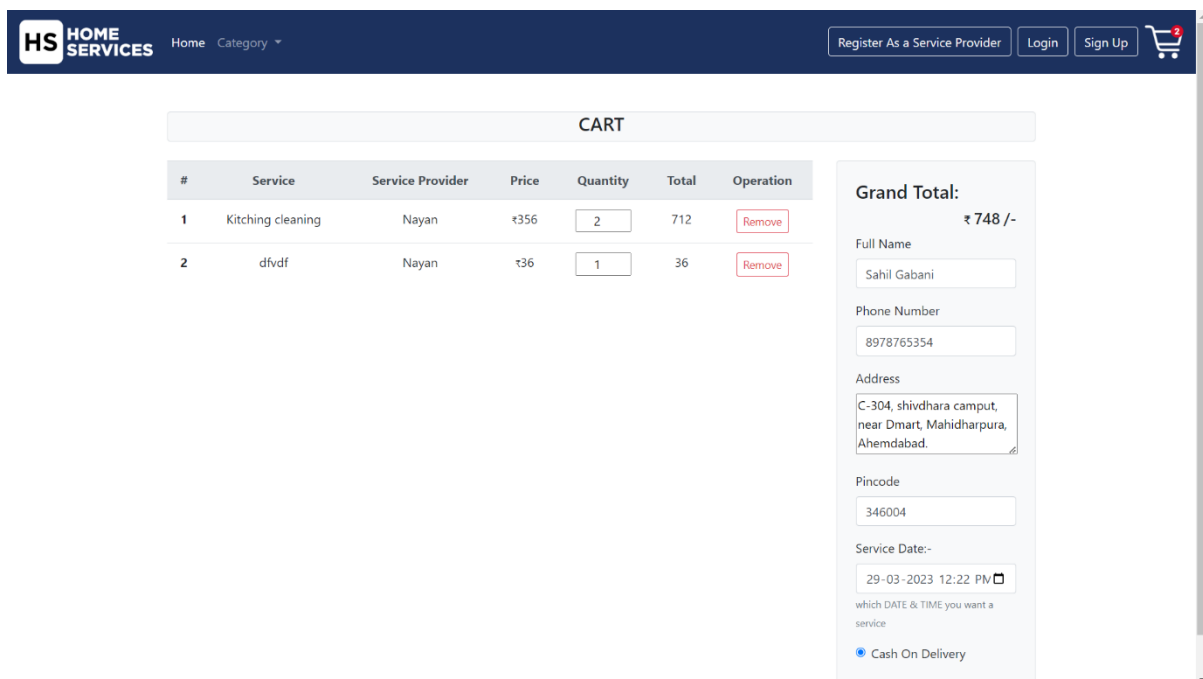 HS HOME SERVICES Home Category Register As a Service Provider Login Sign Up 2
CART
# Service Service Provider Price Quantity Total Operation
1 Kitching cleaning Nayan ₹356 2 712 Remove
2 dfvdf Nayan ₹36 1 36 Remove
Grand Total:
₹ 748 /-
Full Name
Sahil Gabani
Phone Number
8978765354
Address
C-304, shivdhara camput,
near Dmart, Mahidharpura,
Ahemdabad.
Pincode
346004
Service Date:-
29-03-2023 12:22 PM
which DATE & TIME you want a
service
Cash On Delivery